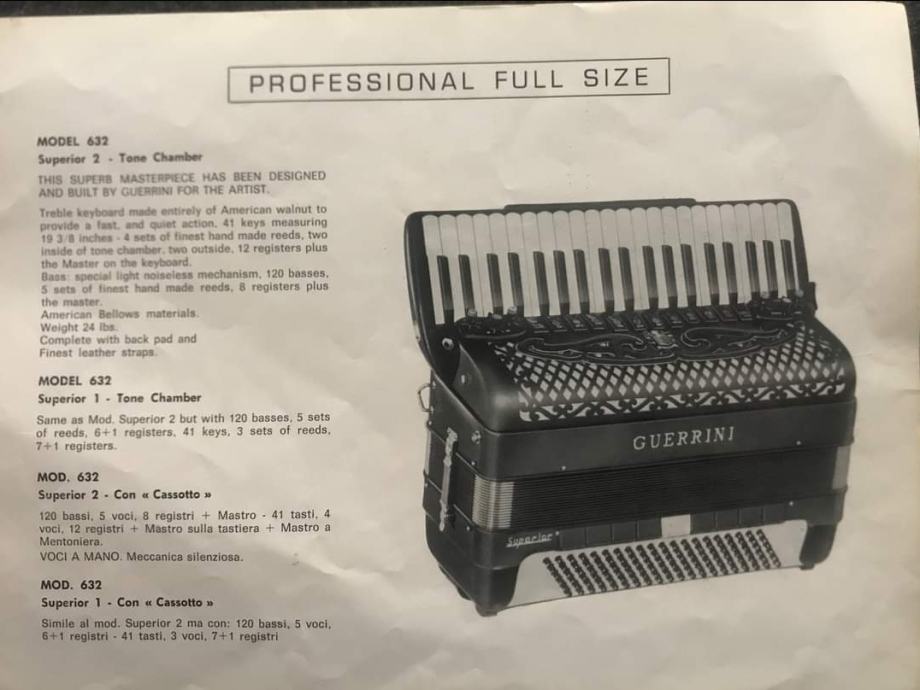 PROFESSIONAL FULL SIZE
MODEL 632
Superior 2 - Tone Chamber
THIS SUPERB MASTERPIECE HAS BEEN DESIGNED
AND BUILT BY GUERRINI FOR THE ARTIST.
Treble keyboard made entirely of American walnut to
provide a fast, and quiet action, 41 keys measuring
19 3/8 inches - 4 sets of finest hand made reeds, two
inside of tone chamber, two outside, 12 registers plus
the Master on the keyboard.
Bass: special light noiseless mechanism, 120 basses,
5 sets of finest hand made reeds, 8 registers plus
the master.
American Bellows materials.
Weight 24 lbs.
Complete with back pad and
Finest leather straps.
MODEL 632
Superior 1 - Tone Chamber
Same as Mod. Superior 2 but with 120 basses, 5 sets
of reeds, 6+1 registers, 41 keys, 3 sets of reeds,
7+1 registers.
MOD. 632
Superior 2 - Con « Cassotto »
120 bassi, 5 voci, 8 registri + Mastro - 41 tasti, 4
voci, 12 registri + Mastro sulla tastiera + Mastro a
Mentoniera.
VOCI A MANO. Meccanica silenziosa.
MOD. 632
Superior 1 - Con « Cassotto »
Simile al mod. Superior 2 ma con: 120 bassi, 5 voci,
6+1 registri - 41 tasti, 3 voci, 7+1 registri
GUERRINI
Superior